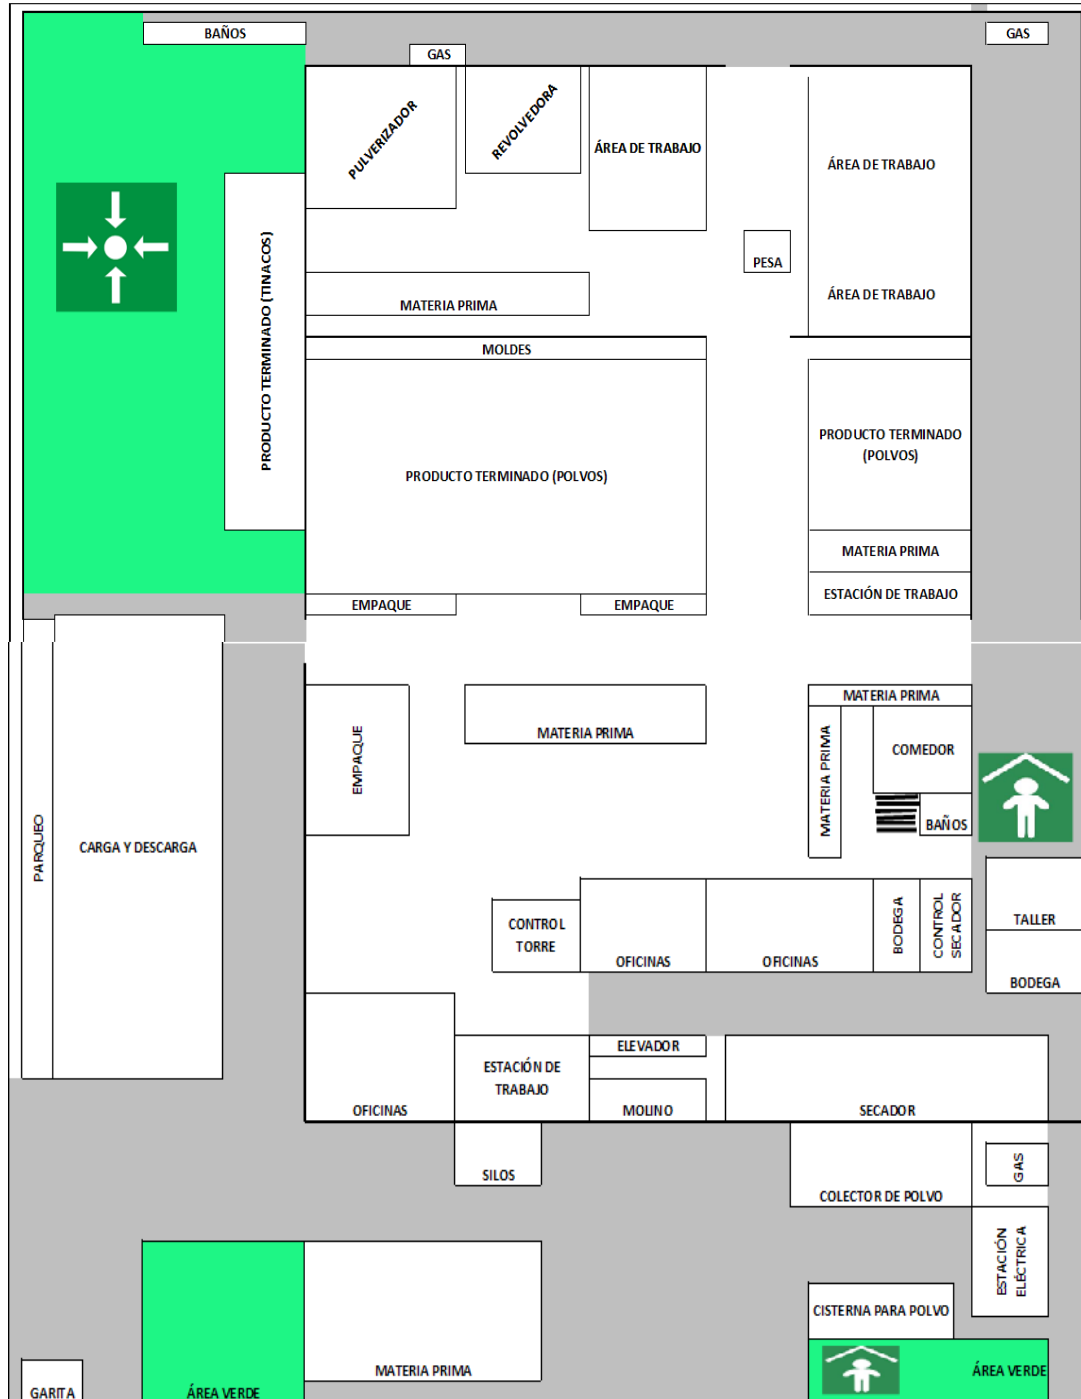 BAÑOS
GAS
GAS
PULVERIZADOR
REVOLVEDORA
ÁREA DE TRABAJO
ÁREA DE TRABAJO
PRODUCTO TERMINADO (TINACOS)
PESA
ÁREA DE TRABAJO
MATERIA PRIMA
MOLDES
PRODUCTO TERMINADO (POLVOS)
PRODUCTO TERMINADO
(POLVOS)
MATERIA PRIMA
ESTACIÓN DE TRABAJO
EMPAQUE
EMPAQUE
PARQUEO
CARGA Y DESCARGA
EMPAQUE
MATERIA PRIMA
MATERIA PRIMA
MATERIA PRIMA
COMEDOR
BAÑOS
CONTROL
TORRE
OFICINAS
OFICINAS
BODEGA
CONTROL
SECADOR
TALLER
BODEGA
OFICINAS
ESTACIÓN DE
TRABAJO
ELEVADOR
MOLINO
SECADOR
SILOS
COLECTOR DE POLVO
GAS
ESTACIÓN
ELÉCTRICA
CISTERNA PARA POLVO
GARITA
ÁREA VERDE
MATERIA PRIMA
ÁREA VERDE